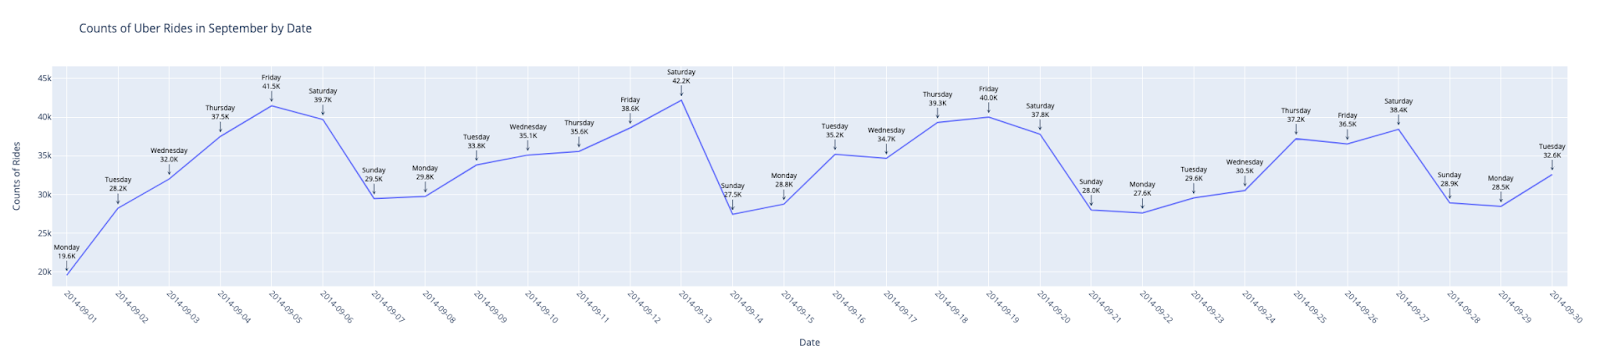 Counts of Uber Rides in September by Date
Counts of Rides
45k
40k
35k
30k
25k
20k
Monday
19.6K
Tuesday
28.2K
Wednesday
32.0K
Thursday
37.5K
Friday
41.5K
Saturday
39.7K
Sunday
29.5K
Monday
29.8K
Tuesday
33.8K
Wednesday
35.1K
Thursday
35.6K
Friday
38.6K
Saturday
42.2K
Sunday
27.5K
Monday
28.8K
Tuesday
35.2K
Wednesday
34.7K
Thursday
39.3K
Friday
40.0K
Saturday
37.8K
Sunday
28.0K
Monday
27.6K
Tuesday
29.6K
Wednesday
30.5K
Thursday
37.2K
Friday
36.5K
Saturday
38.4K
Sunday
28.9K
Monday
28.5K
Tuesday
32.6K
2014-09-01
2014-09-02
2014-09-03
2014-09-04
2014-09-05
2014-09-06
2014-09-07
2014-09-08
2014-09-09
2014-09-10
2014-09-11
2014-09-12
2014-09-13
2014-09-14
2014-09-15
2014-09-16
2014-09-17
2014-09-18
2014-09-19
2014-09-20
2014-09-21
2014-09-22
2014-09-23
2014-09-24
2014-09-25
2014-09-26
2014-09-27
2014-09-28
2014-09-29
2014-09-30
Date